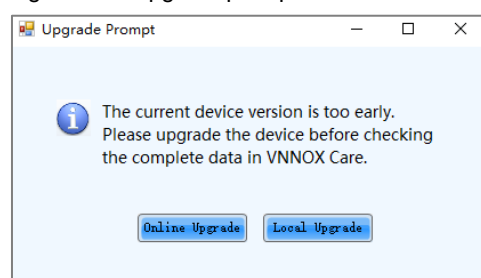 Upgrade Prompt
The current device version is too early.
Please upgrade the device before checking
the complete data in VNNOX Care.
Online Upgrade Local Upgrade